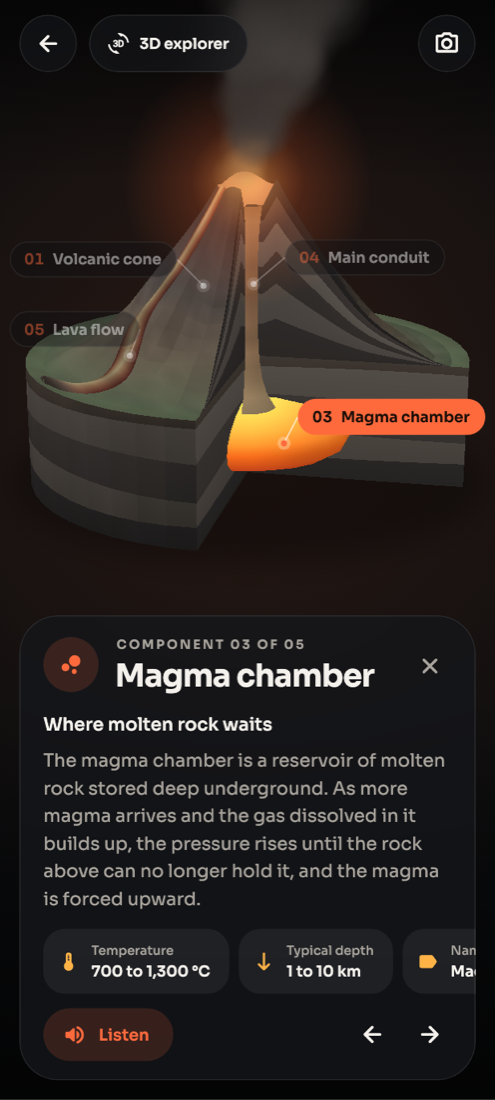 3D explorer
01 Volcanic cone
04 Main conduit
05 Lava flow
03 Magma chamber
COMPONENT 03 OF 05
Magma chamber
Where molten rock waits
The magma chamber is a reservoir of molten
rock stored deep underground. As more
magma arrives and the gas dissolved in it
builds up, the pressure rises until the rock
above can no longer hold it, and the magma
is forced upward.
Temperature
700 to 1,300 °C
Typical depth
1 to 10 km
Listen